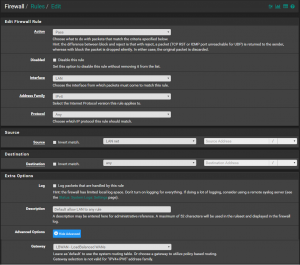 Firewall / Rules / Edit
Edit Firewall Rule
Action
Pass
Choose what to do with packets that match the criteria specified below.
Hint: the difference between block and reject is that with reject, a packet (TCP RST or ICMP port unreachable for UDP) is returned to the sender,
whereas with block the packet is dropped silently. In either case, the original packet is discarded.
Disabled
Disable this rule
Set this option to disable this rule without removing it from the list.
Interface
LAN
Choose the interface from which packets must come to match this rule.
Address Family
IPv4
Select the Internet Protocol version this rule applies to.
Protocol
Any
Choose which IP protocol this rule should match.
Source
Source
Invert match.
LAN net
Source Address
/
Destination
Destination
Invert match.
any
Destination Address
/
Extra Options
Log
Log packets that are handled by this rule
Hint: the firewall has limited local log space. Don't turn on logging for everything. If doing a lot of logging, consider using a remote syslog server (see
the Status: System Logs: Settings page).
Description
Default allow LAN to any rule
A description may be entered here for administrative reference. A maximum of 52 characters will be used in the ruleset and displayed in the firewall
log.
Advanced Options
Hide Advanced
Gateway
Leave as 'default' to use the system routing table. Or choose a gateway to utilize policy based routing.
Gateway selection is not valid for "IPV4+IPV6" address family.